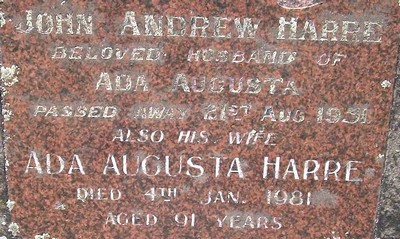 JOHN ANDREW HARRE
BELOVED HUSBAND OF
ADA AUGUSTA
PASSED AWAY 21ST AUG 1931
ALSO HIS WIFE
ADA AUGUSTA HARRE
DIED 4TH JAN. 1981
AGED 91 YEARS